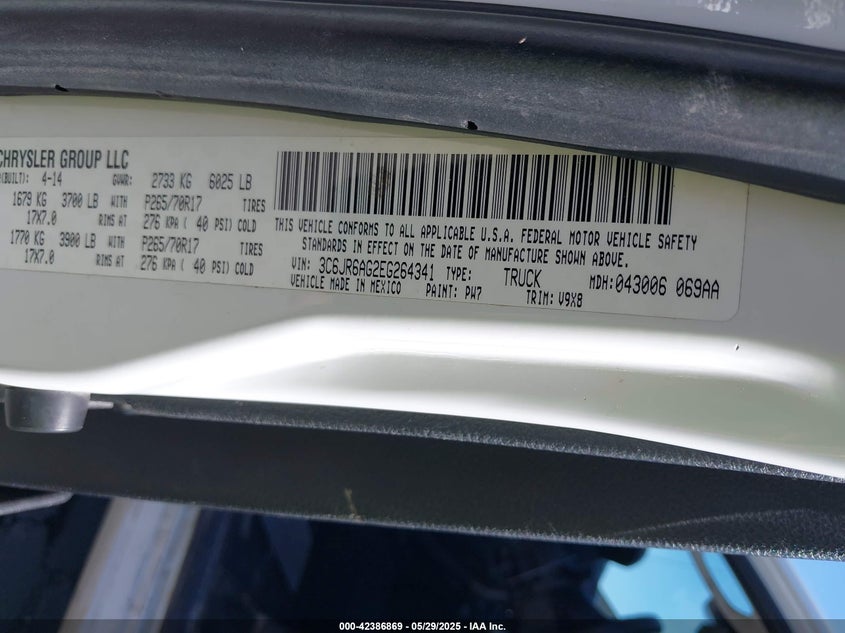 CHRYSLER GROUP LLC
(BUILT): 4-14 GVWR: 2733 KG 6025 LB
1679 KG 3700 LB WITH P265/70R17 TIRES
17X7.0 RIMS AT 276 KPA ( 40 PSI) COLD
1770 KG 3900 LB WITH P265/70R17 TIRES
17X7.0 RIMS AT 276 KPA ( 40 PSI) COLD
THIS VEHICLE CONFORMS TO ALL APPLICABLE U.S.A. FEDERAL MOTOR VEHICLE SAFETY
STANDARDS IN EFFECT ON THE DATE OF MANUFACTURE SHOWN ABOVE.
VIN: 3C6JR6AG2EG264341 TYPE: TRUCK MDH: 043006 069AA
VEHICLE MADE IN MEXICO PAINT: PW7 TRIM: V9X8
000-42386869 - 05/29/2025 - IAA Inc.